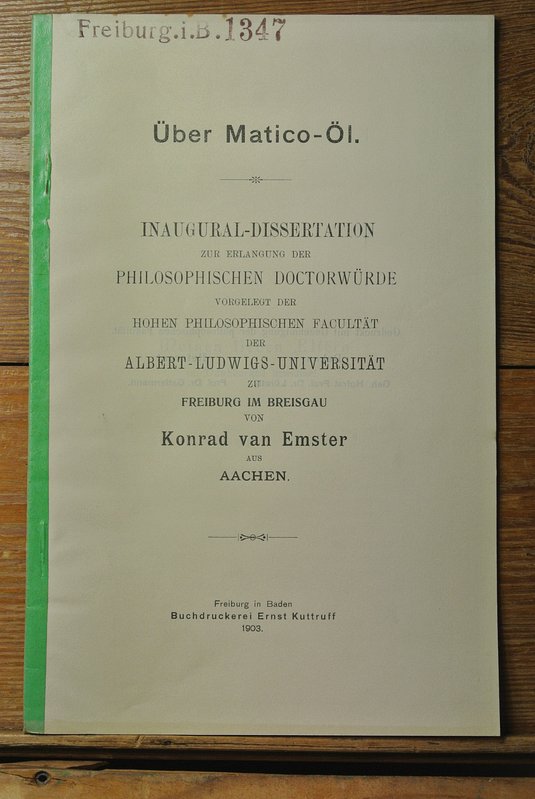 Freiburg.i.B.1347
Über Matico-Öl.
INAUGURAL-DISSERTATION
ZUR ERLANGUNG DER
PHILOSOPHISCHEN DOCTORWÜRDE
VORGELEGT DER
HOHEN PHILOSOPHISCHEN FACULTÄT
DER
ALBERT-LUDWIGS-UNIVERSITÄT
ZU
FREIBURG IM BREISGAU
VON
Konrad van Emster
AUS
AACHEN.
Freiburg in Baden
Buchdruckerei Ernst Kuttruff
1903.